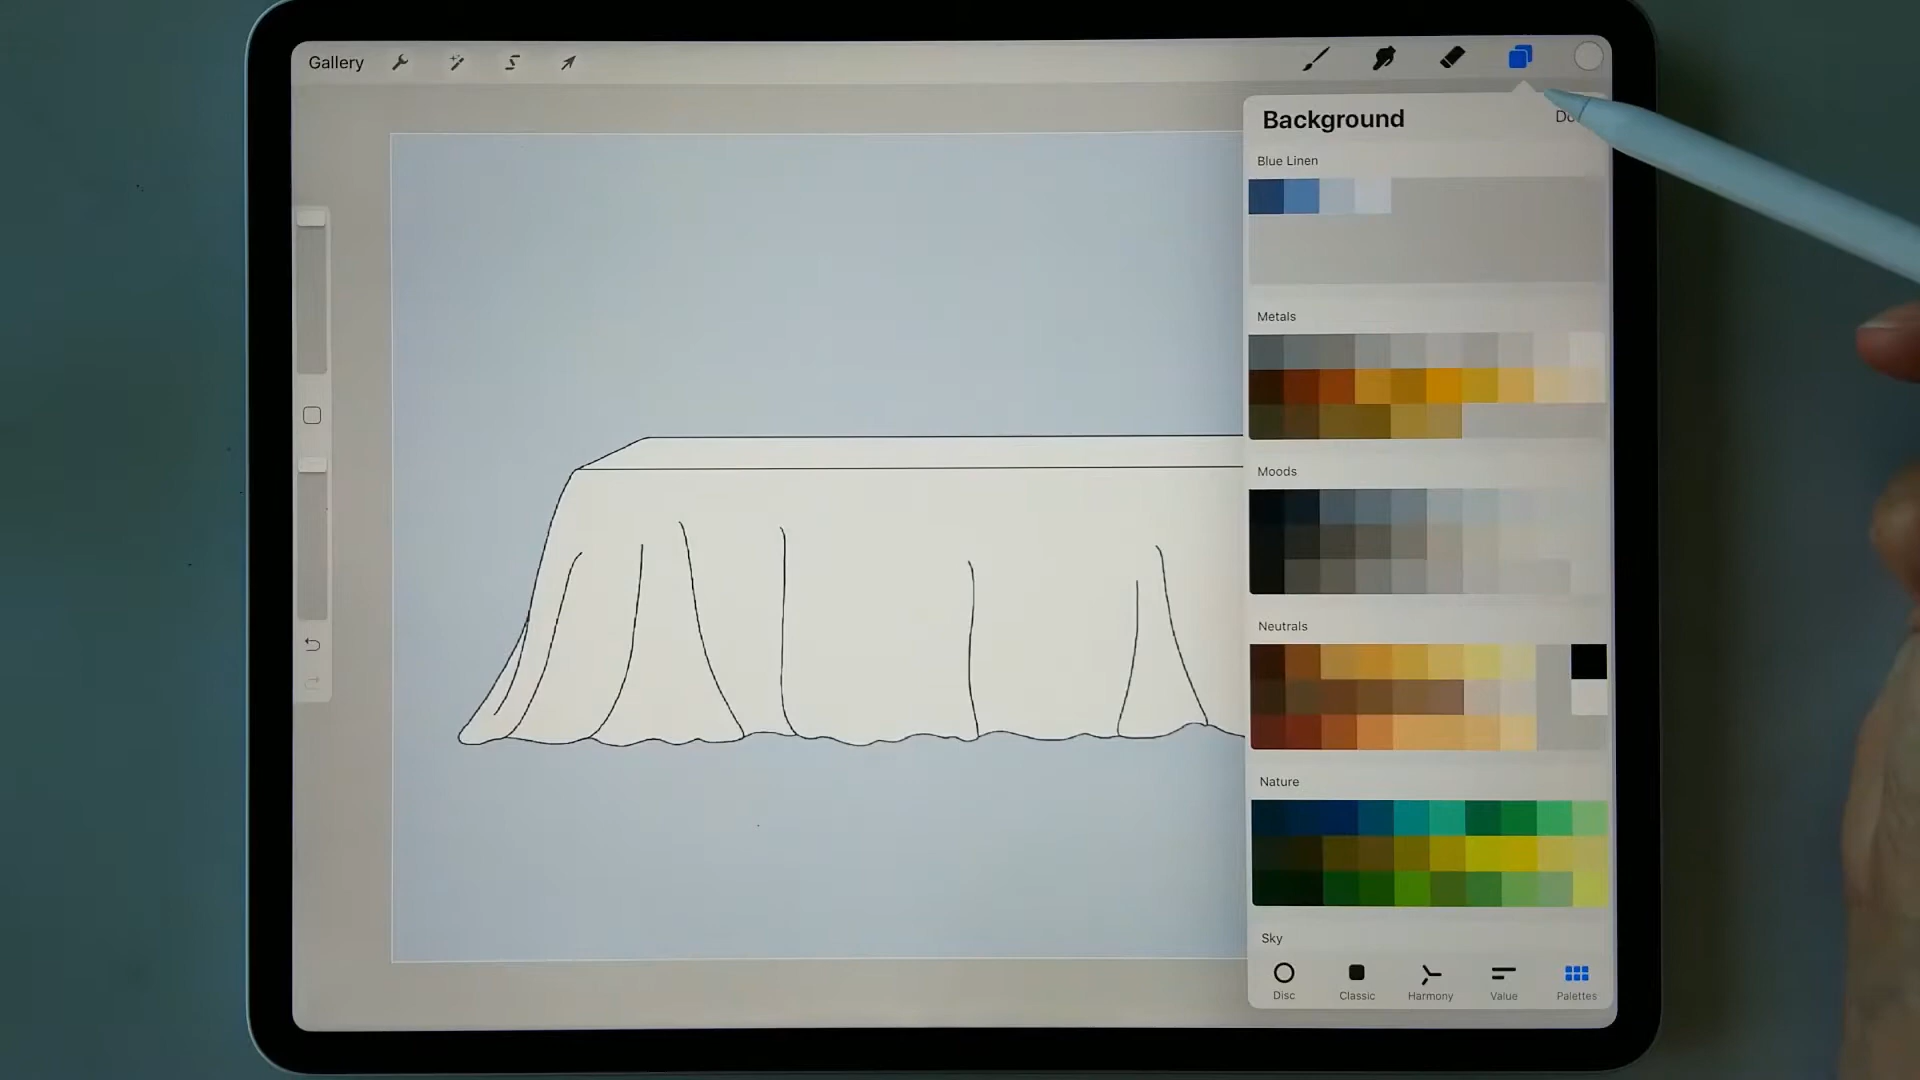 Gallery
Background
Blue Linen
Metals
Moods
Neutrals
Nature
Sky
Disc
Classic
Harmony
Value
Palettes